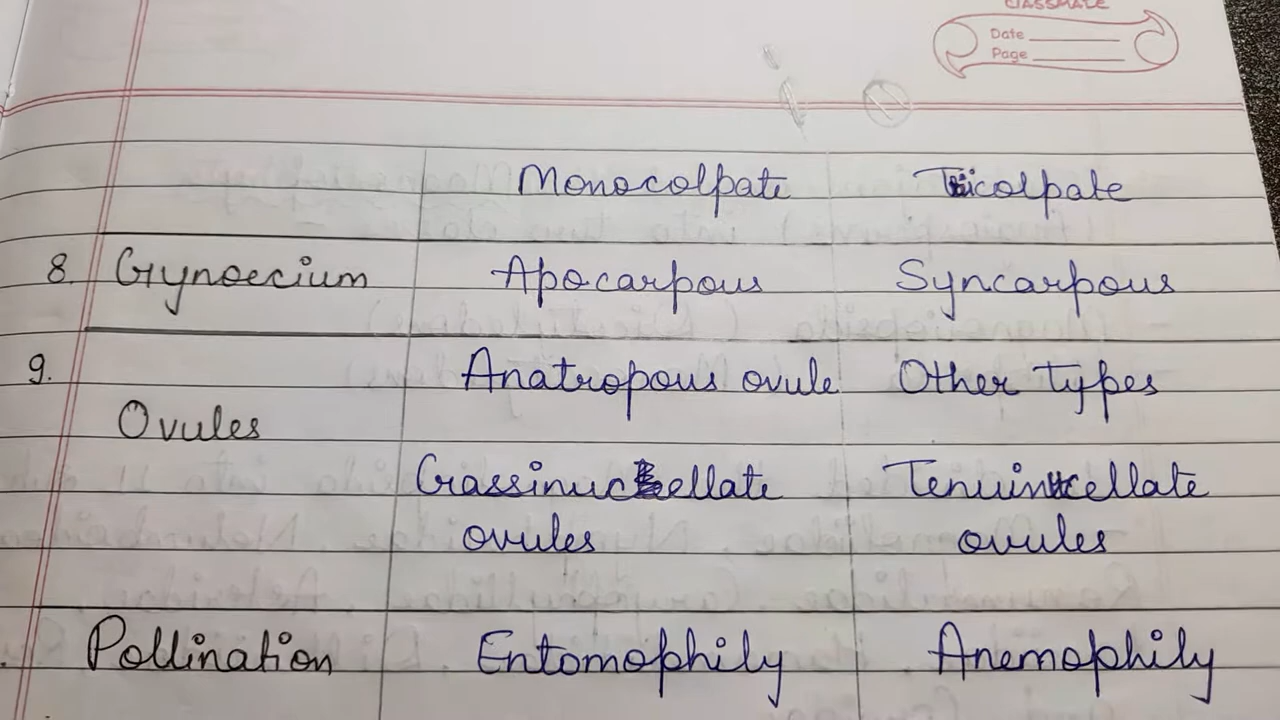 CLASSMATE
Date
Page
Monocolpate Tricolpate
8. Gynoecium Apocarpous Syncarpous
9. Anatropous ovule Other types
Ovules
Crassinucellate Tenuinucellate
ovules ovules
Pollination Entomophily Anemophily